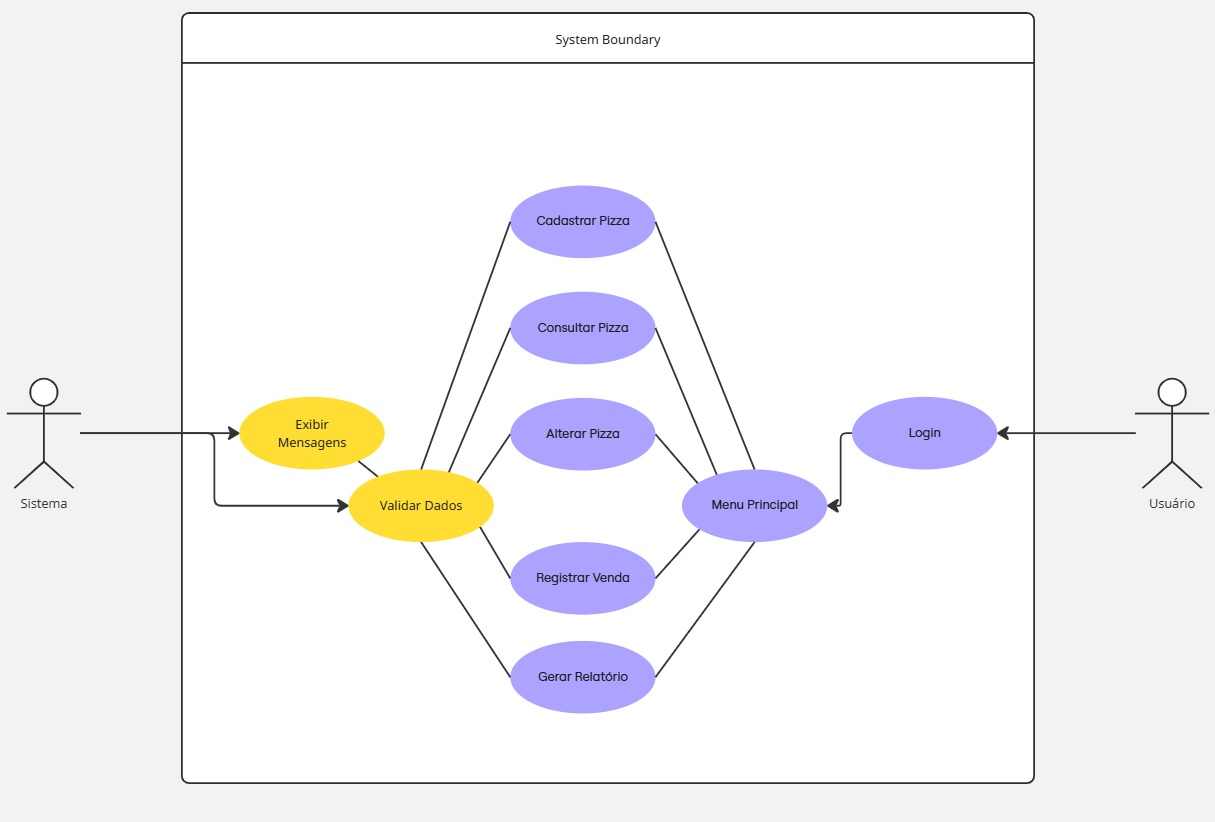 System Boundary
Cadastrar Pizza
Consultar Pizza
Alterar Pizza
Exibir
Mensagens
Login
Validar Dados
Menu Principal
Sistema
Usuário
Registrar Venda
Gerar Relatório